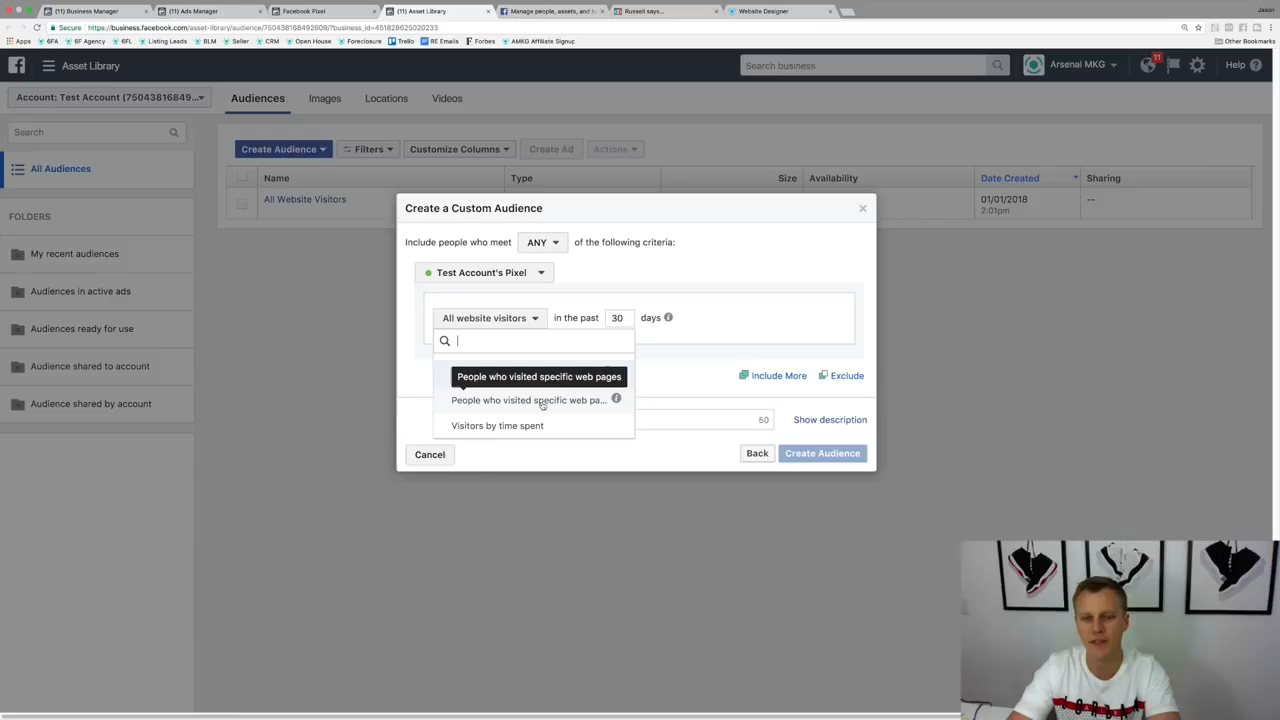 (11) Business Manager
(11) Ads Manager
Facebook Pixel
(11) Asset Library
Manage people, assets, and b
Russell says...
Website Designer
Jason
Secure
https://business.facebook.com/asset-library/audience/750438168492609/?business_id=451828625020233
Apps
6FA
6F Agency
6FL
Listing Leads
BLM
Seller
CRM
Open House
Foreclosure
Trello
RE Emails
Forbes
AMKG Affiliate Signup
Other Bookmarks
Asset Library
Search business
Arsenal MKG
11
Help
Account: Test Account (75043816849...
Audiences
Images
Locations
Videos
Search
All Audiences
FOLDERS
My recent audiences
Audiences in active ads
Audiences ready for use
Audience shared to account
Audience shared by account
Create Audience
Filters
Customize Columns
Create Ad
Actions
Name
Type
Size
Availability
Date Created
Sharing
All Website Visitors
01/01/2018
2:01pm
--
Create a Custom Audience
Include people who meet ANY of the following criteria:
Test Account's Pixel
All website visitors in the past 30 days
People who visited specific web pages
Include More
Exclude
People who visited specific web pa...
Visitors by time spent
50
Show description
Cancel
Back
Create Audience
JORDAN